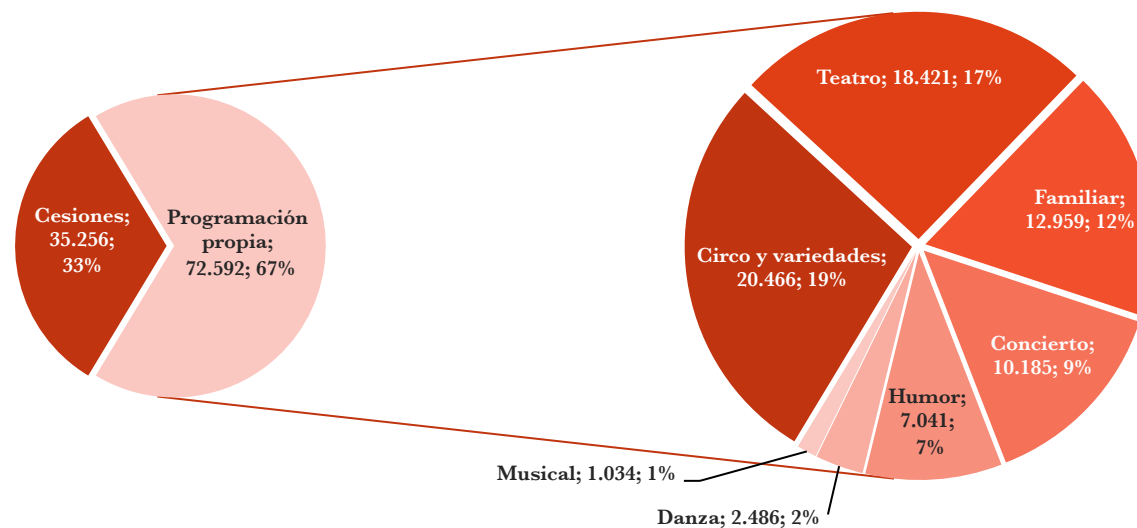 Cesiones;
35.256;
33%
Programación
propia;
72.592; 67%
Teatro; 18.421; 17%
Familiar;
12.959; 12%
Circo y variedades;
20.466; 19%
Concierto;
10.185; 9%
Humor;
7.041;
7%
Musical; 1.034; 1%
Danza; 2.486; 2%